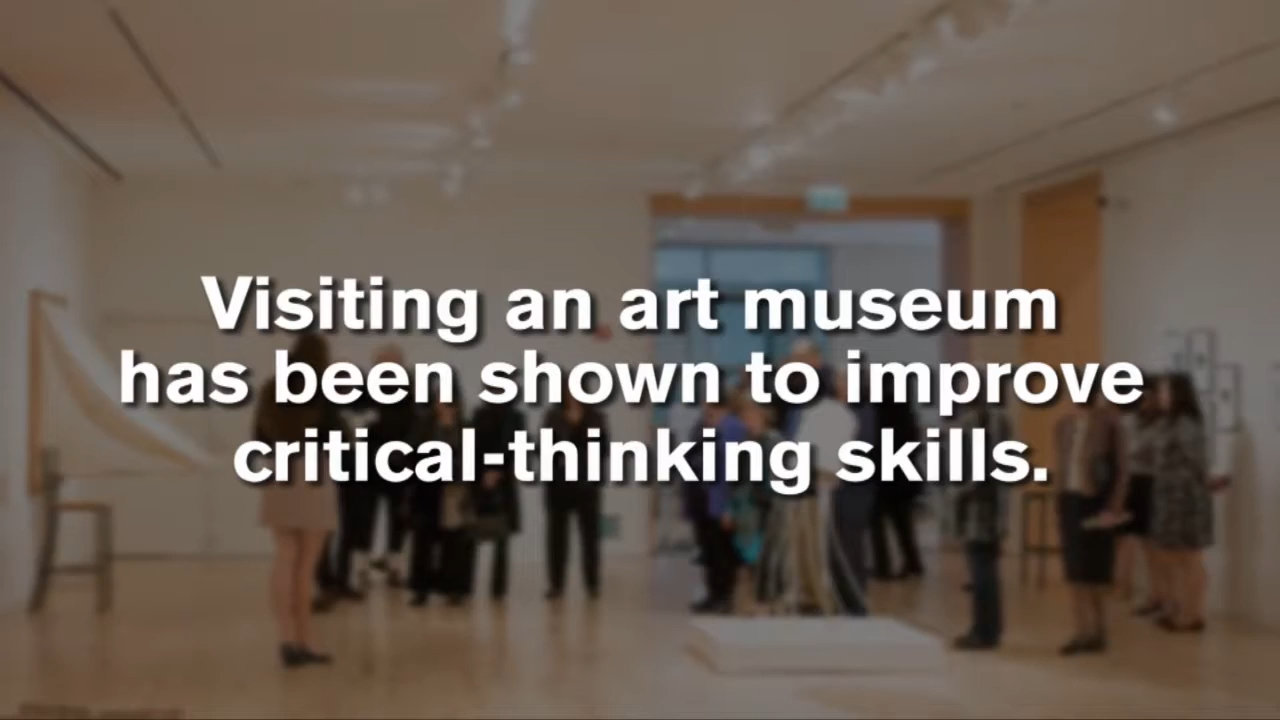 Visiting an art museum
has been shown to improve
critical-thinking skills.